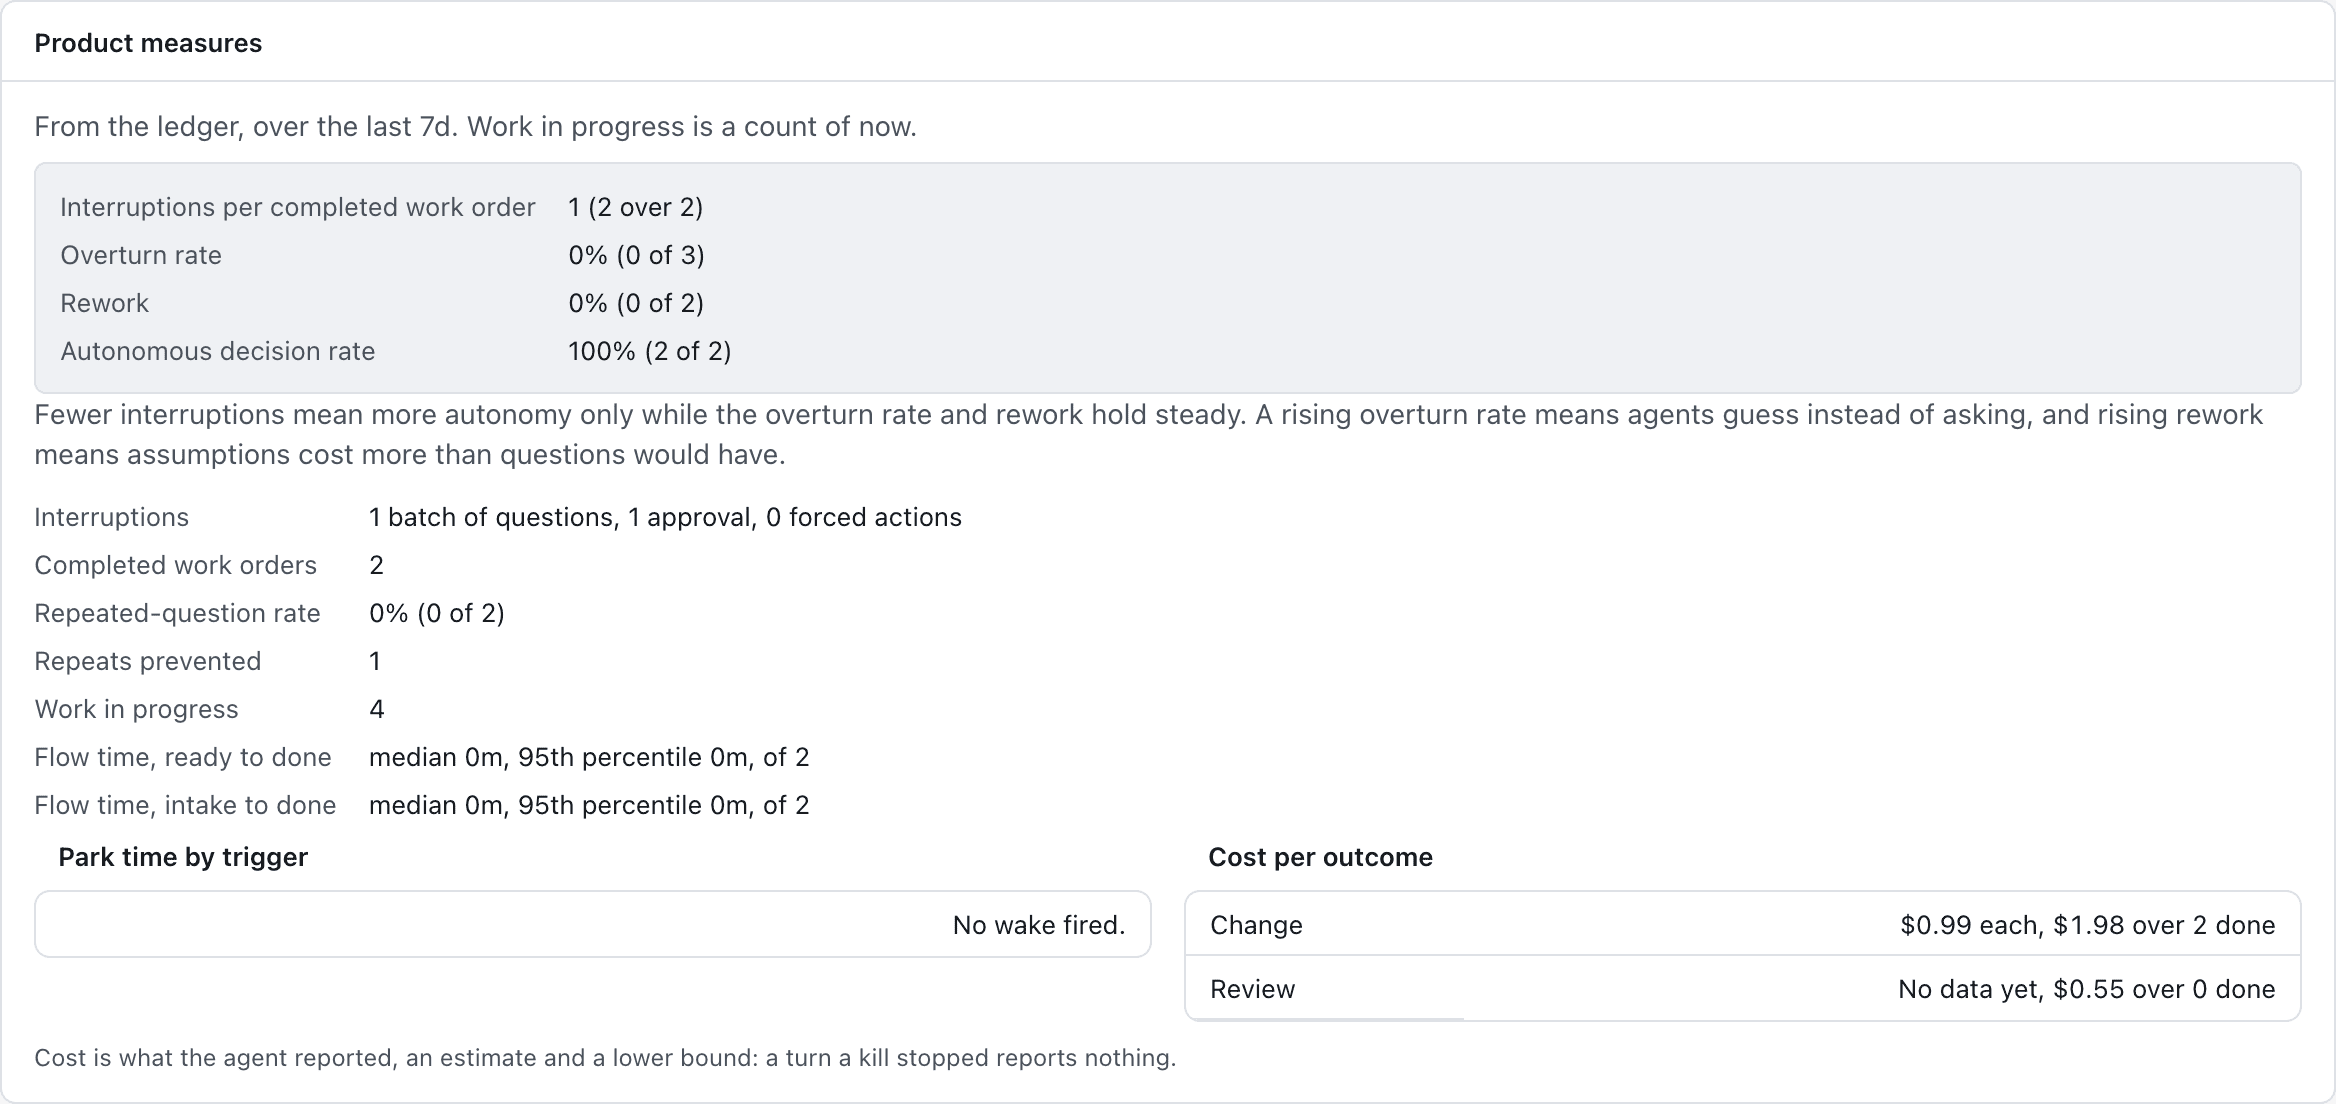 Product measures
From the ledger, over the last 7d. Work in progress is a count of now.
Interruptions per completed work order 1 (2 over 2)
Overturn rate 0% (0 of 3)
Rework 0% (0 of 2)
Autonomous decision rate 100% (2 of 2)
Fewer interruptions mean more autonomy only while the overturn rate and rework hold steady. A rising overturn rate means agents guess instead of asking, and rising rework
means assumptions cost more than questions would have.
Interruptions 1 batch of questions, 1 approval, 0 forced actions
Completed work orders 2
Repeated-question rate 0% (0 of 2)
Repeats prevented 1
Work in progress 4
Flow time, ready to done median 0m, 95th percentile 0m, of 2
Flow time, intake to done median 0m, 95th percentile 0m, of 2
Park time by trigger
No wake fired.
Cost per outcome
Change $0.99 each, $1.98 over 2 done
Review No data yet, $0.55 over 0 done
Cost is what the agent reported, an estimate and a lower bound: a turn a kill stopped reports nothing.